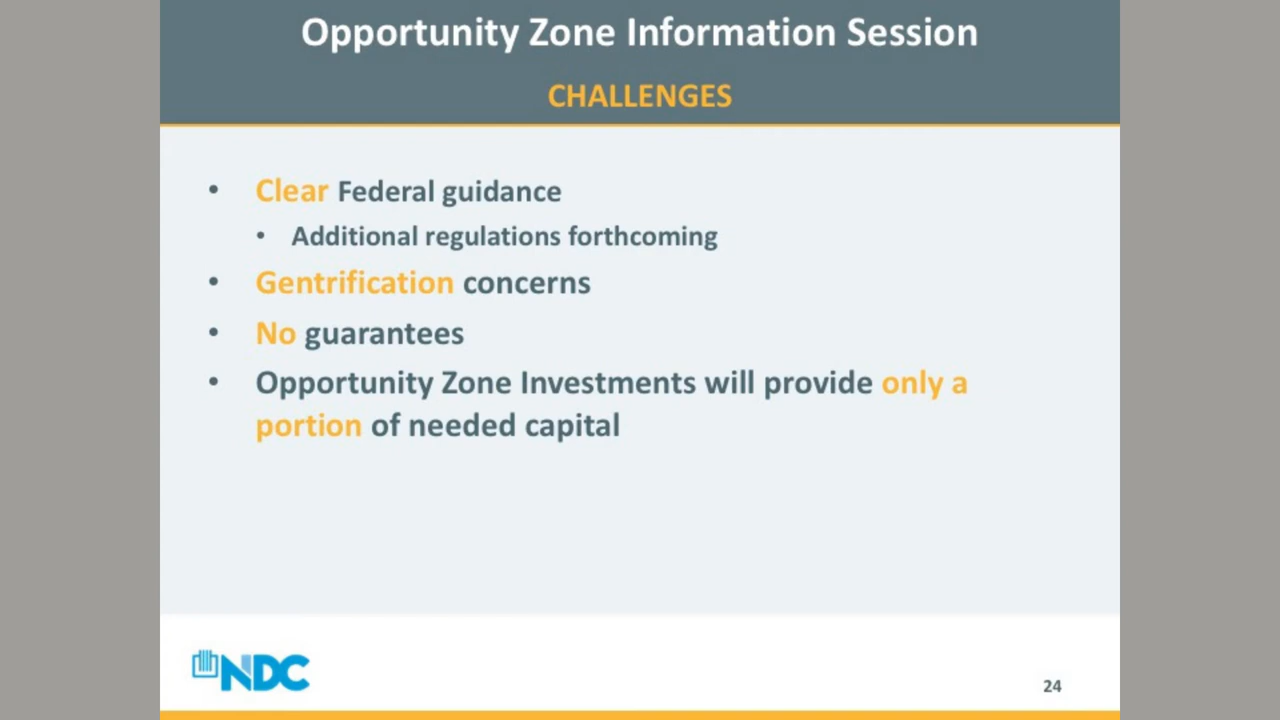 Opportunity Zone Information Session
CHALLENGES
• Clear Federal guidance
• Additional regulations forthcoming
• Gentrification concerns
• No guarantees
• Opportunity Zone Investments will provide only a
portion of needed capital
NDC
24